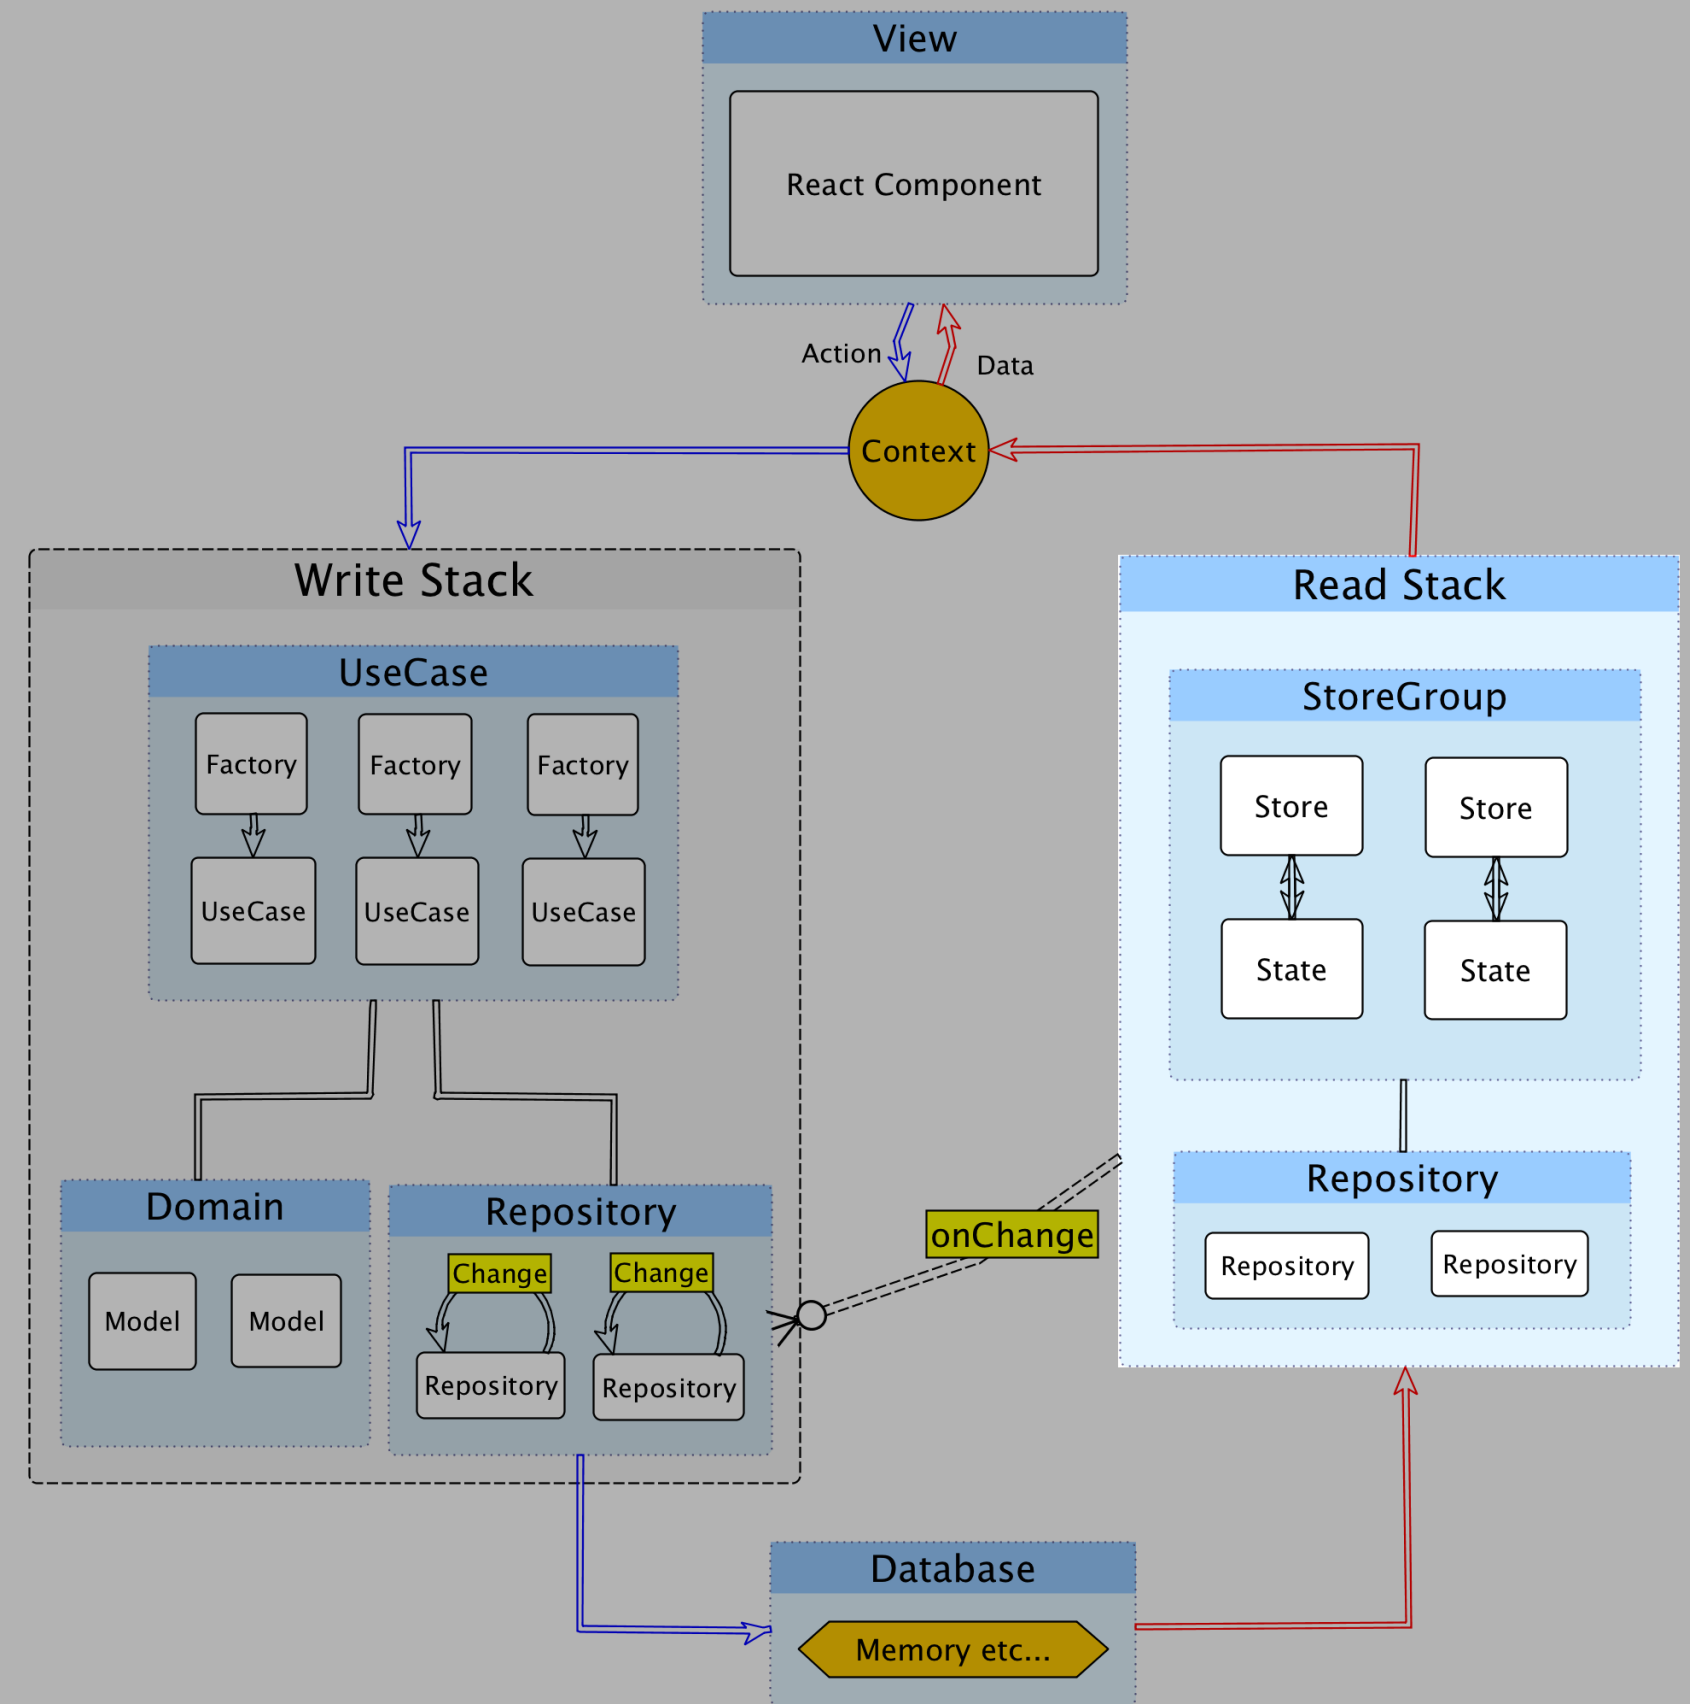 View
React Component
Action
Data
Context
Write Stack
UseCase
Factory
Factory
Factory
UseCase
UseCase
UseCase
Domain
Model
Model
Repository
Change
Change
Repository
Repository
onChange
Read Stack
StoreGroup
Store
Store
State
State
Repository
Repository
Repository
Database
Memory etc...